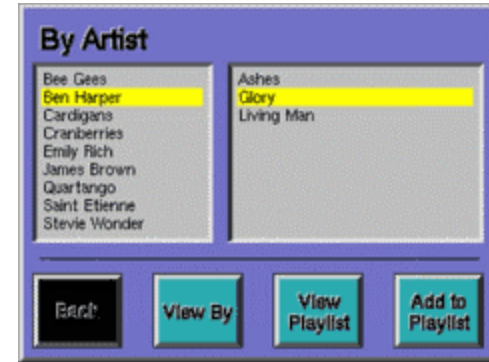 By Artist
Bee Gees
Ben Harper
Cardigans
Cranberries
Emily Rich
James Brown
Quartango
Saint Etienne
Stevie Wonder
Ashes
Glory
Living Man
Back
View By
View
Playlist
Add to
Playlist